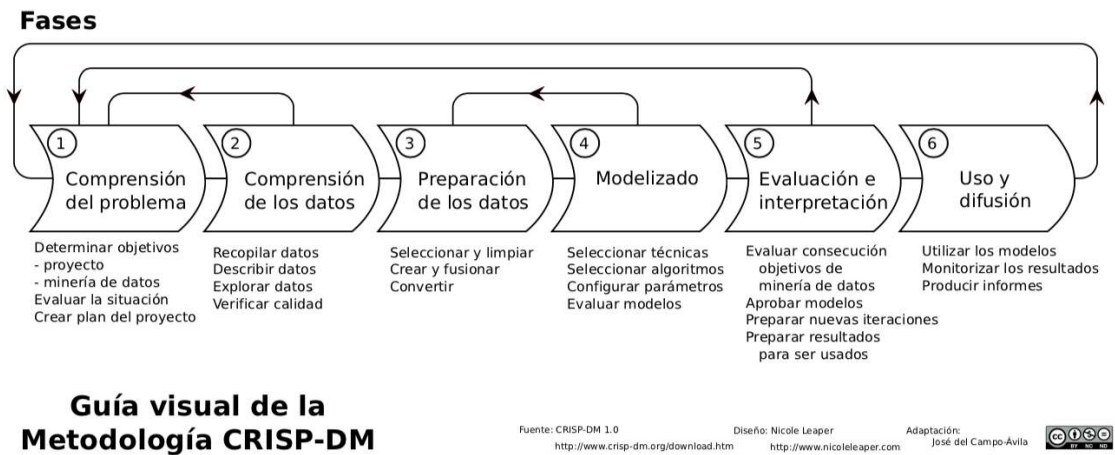 Fases
1
Comprensión
del problema
Determinar objetivos
- proyecto
- minería de datos
Evaluar la situación
Crear plan del proyecto
2
Comprensión
de los datos
Recopilar datos
Describir datos
Explorar datos
Verificar calidad
3
Preparación
de los datos
Seleccionar y limpiar
Crear y fusionar
Convertir
4
Modelizado
Seleccionar técnicas
Seleccionar algoritmos
Configurar parámetros
Evaluar modelos
5
Evaluación e
interpretación
Evaluar consecución
objetivos de
minería de datos
Aprobar modelos
Preparar nuevas iteraciones
Preparar resultados
para ser usados
6
Uso y
difusión
Utilizar los modelos
Monitorizar los resultados
Producir informes
Guía visual de la
Metodología CRISP-DM
Fuente: CRISP-DM 1.0
http://www.crisp-dm.org/download.htm
Diseño: Nicole Leaper
http://www.nicoleleaper.com
Adaptación:
José del Campo-Ávila
cc
BY NC ND